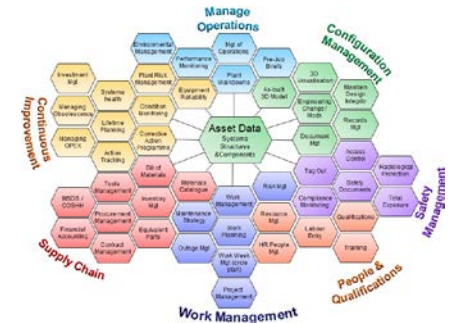 Manage Operations
Configuration Management
Continuous Improvement
Supply Chain
Work Management
People & Qualifications
Safety Management
Environmental Management
Performance Monitoring
Mgt of Operations
Plant
Pre-Job Briefs
Investment Mgt
Systems Health
Plant Risk Management
Equipment Reliability
As-built 3D Model
3D Visualisation
Engineering Change/ Mods
Maintain Design Integrity
Managing Obsolescence
Lifetime Planning
Condition Monitoring
Asset Data
Systems
Structures
&Components
Document Mgt
Records Mgt
Managing OPEX
Action Tracking
Corrective Action Programme
Access Control
Bill of Materials
Materials Catalogue
Work Management
Risk Mgt
Tag Out
Safety Documents
Radiological Protection
MSDS / COSHH
Tools Management
Inventory Mgt
Maintenance Strategy
Work Planning
Resource Mgt
Compliance Monitoring
Total Exposure
Financial Accounting
Procurement Management
Equivalent Parts
Outage Mgt
Work Week Mgt (cycle plan)
HR People Mgt
Labour Entry
Qualifications
Contract Management
Project Management
Training